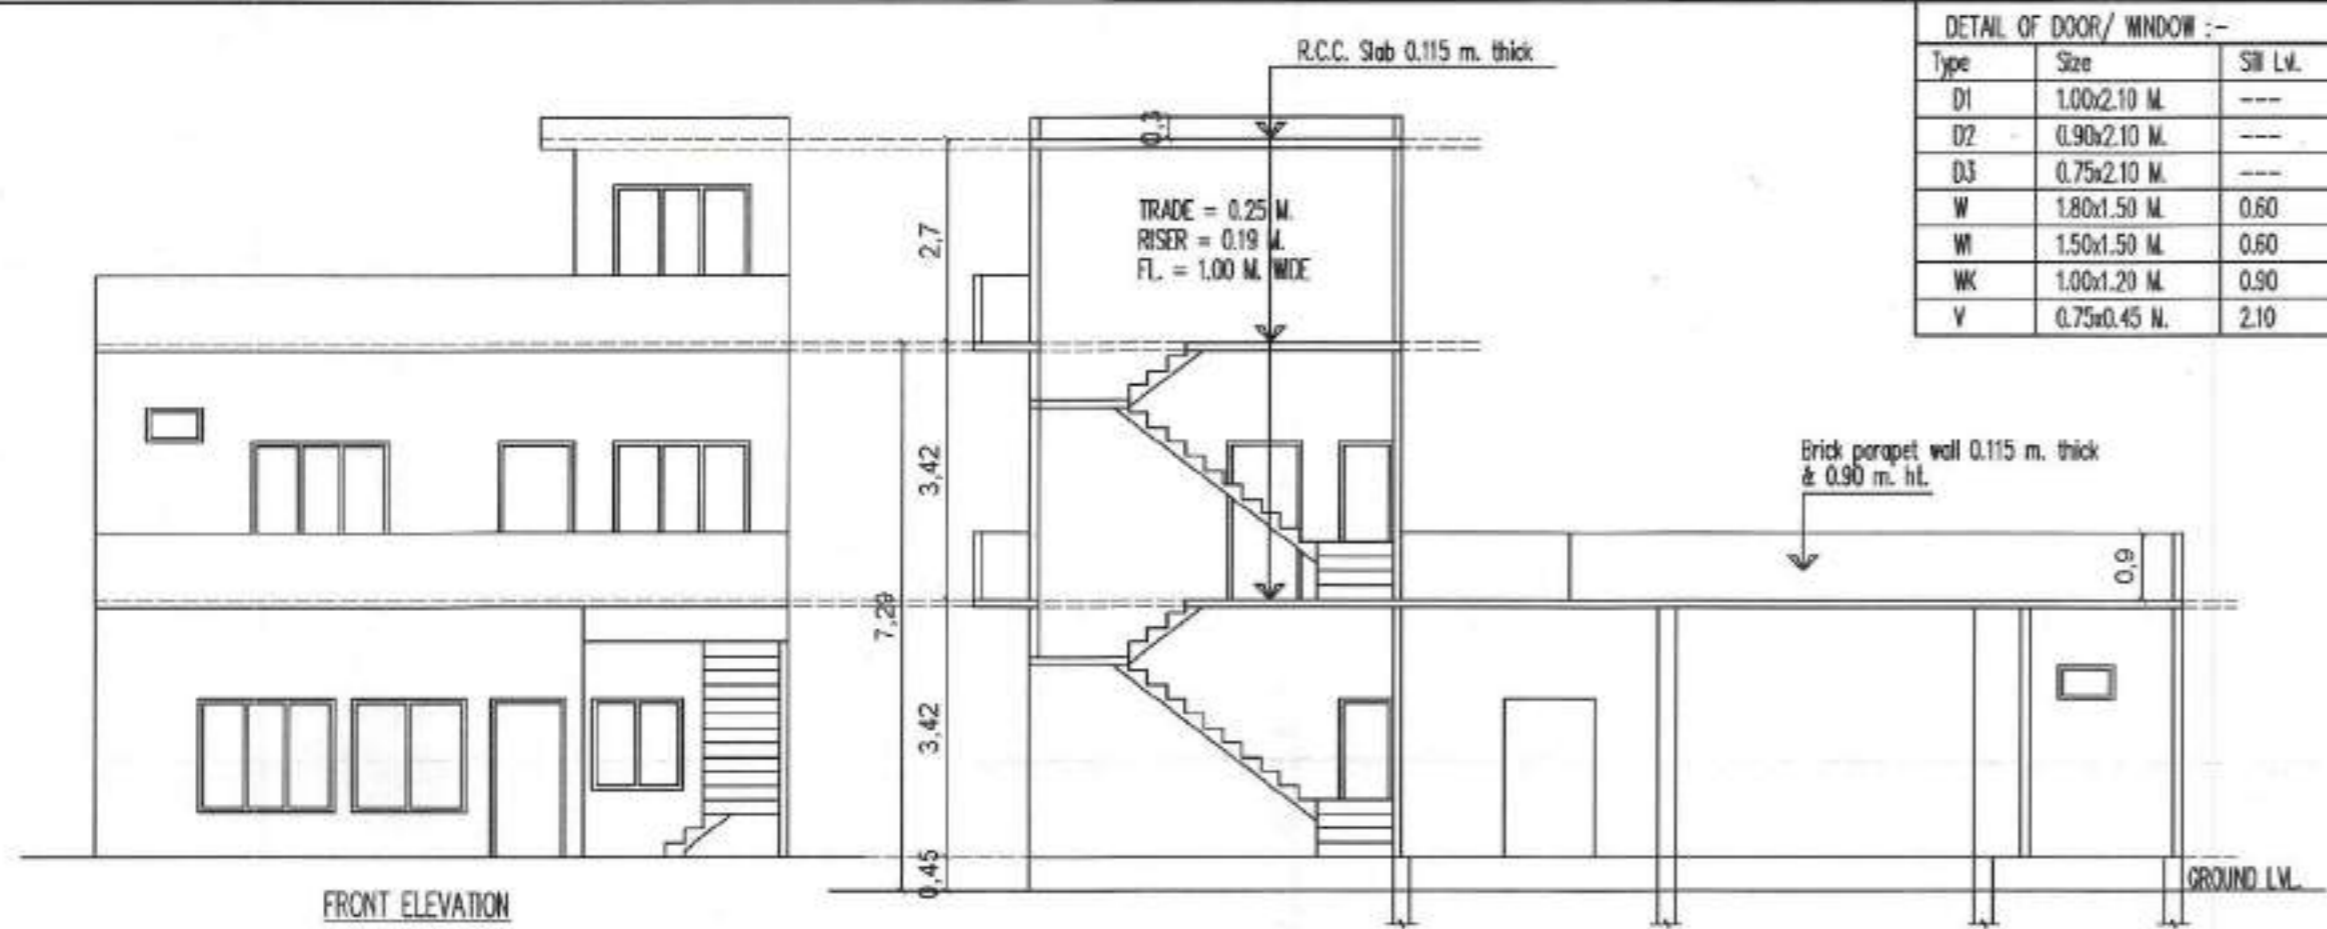 DETAIL OF DOOR/ WINDOW :-
Type Size Sill Lvl.
D1 1.00x2.10 M. ---
D2 0.90x2.10 M. ---
D3 0.75x2.10 M. ---
W 1.80x1.50 M. 0.60
W1 1.50x1.50 M. 0.60
WK 1.00x1.20 M. 0.90
V 0.75x0.45 N. 2.10
R.C.C. Slab 0.115 m. thick
0,3
TRADE = 0.25 M.
RISER = 0.19 M.
FL. = 1.00 M. WIDE
2,7
3,42
7,29
3,42
0,45
Brick parapet wall 0.115 m. thick
& 0.90 m. ht.
0,9
GROUND LVL.
FRONT ELEVATION